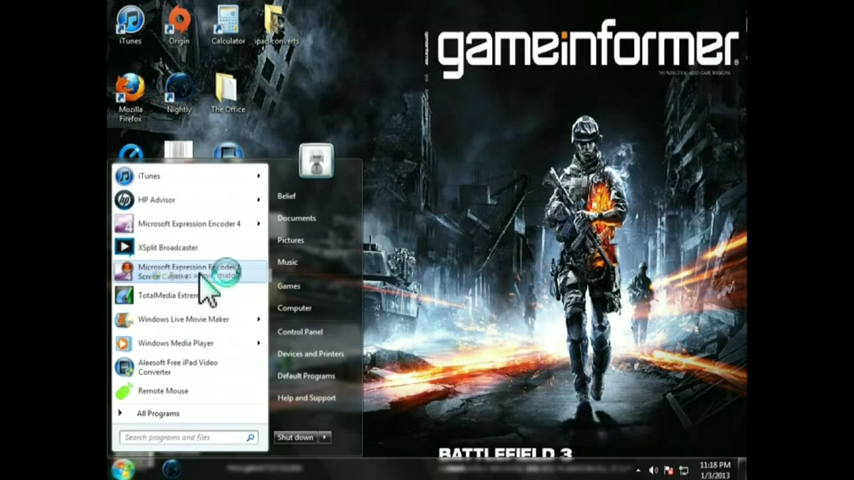 gameinformer
iTunes
Origin
Calculator
ipad converts
Mozilla
Firefox
Nightly
The Office
iTunes
HP Advisor
Microsoft Expression Encoder 4
XSplit Broadcaster
Microsoft Expression Encoder 4
TotalMedia Extreme
Windows Live Movie Maker
Windows Media Player
Aleesoft Free iPad Video
Converter
Remote Mouse
All Programs
Search programs and files
Belief
Documents
Pictures
Music
Games
Computer
Control Panel
Devices and Printers
Default Programs
Help and Support
Shut down
BATTLEFIELD 3
11:18 PM
1/3/2013